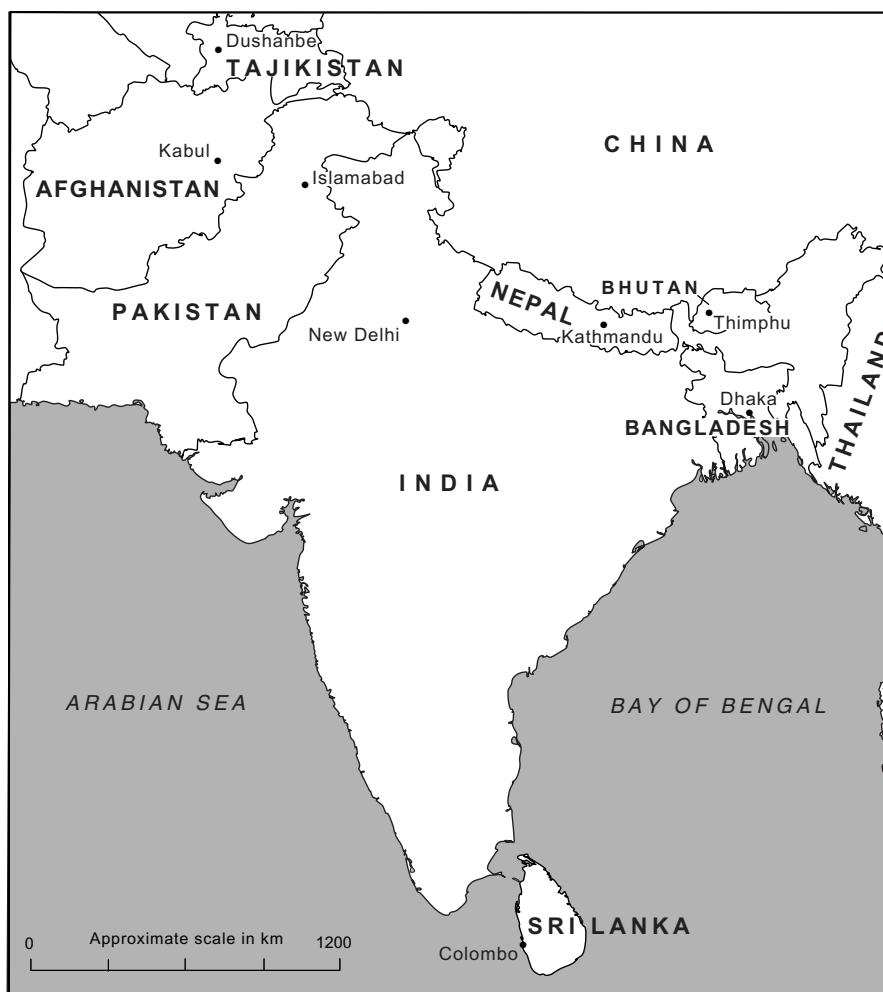 Dushanbe
TAJIKISTAN
CHINA
Kabul
Islamabad
AFGHANISTAN
BHUTAN
NEPAL
PAKISTAN
Thimphu
New Delhi
Kathmandu
THAILAND
Dhaka
BANGLADESH
INDIA
ARABIAN SEA
BAY OF BENGAL
SRI LANKA
0 Approximate scale in km 1200
Colombo